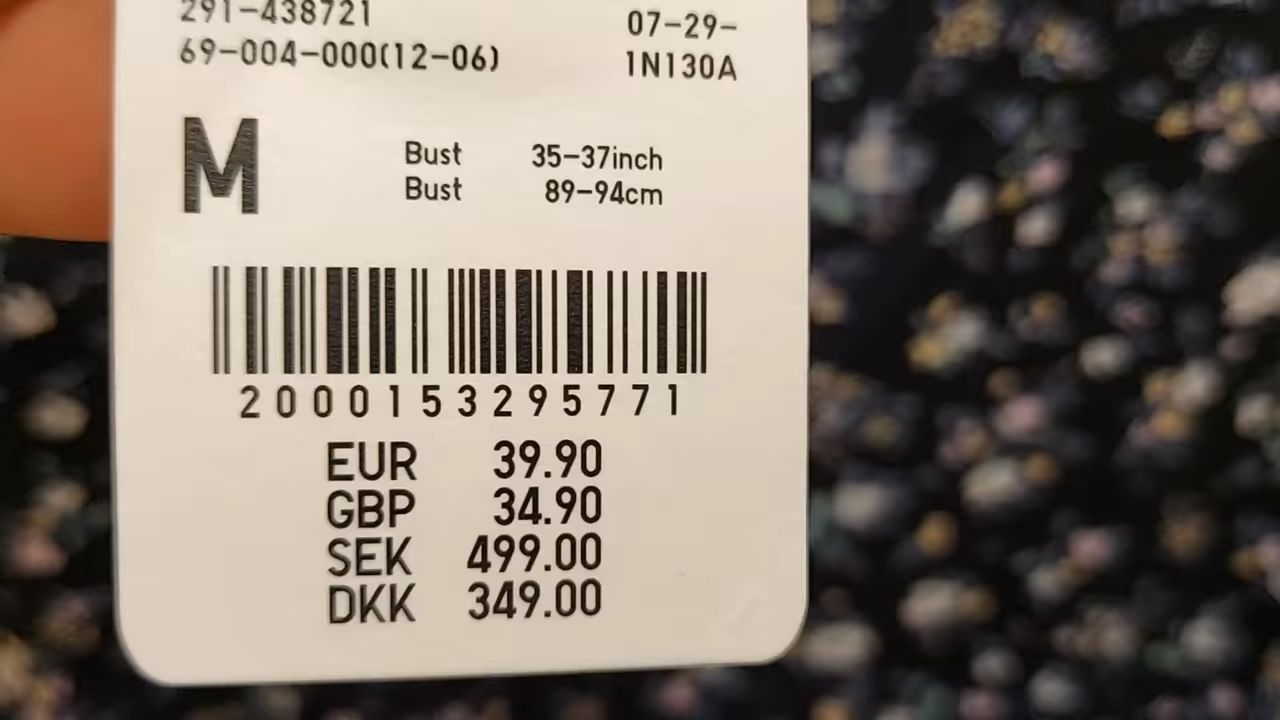 291-438721 07-29-
69-004-000(12-06) 1N130A
M
Bust 35-37inch
Bust 89-94cm
2000153295771
EUR 39.90
GBP 34.90
SEK 499.00
DKK 349.00